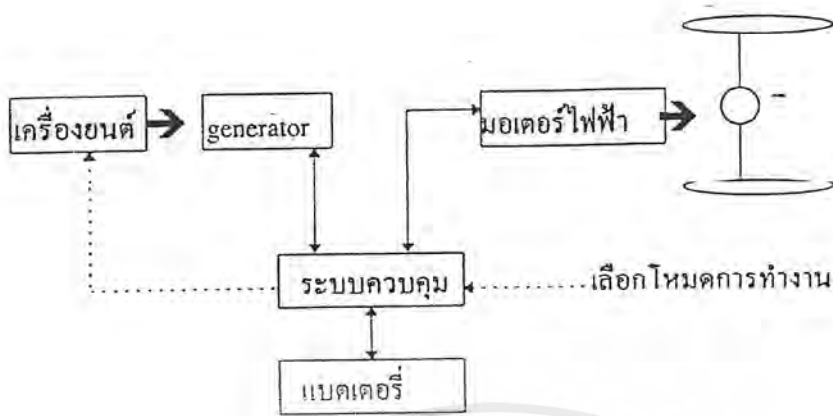 เครื่องยนต์
generator
มอเตอร์ไฟฟ้า
ระบบควบคุม
เลือกโหมดการทำงาน
แบตเตอรี่